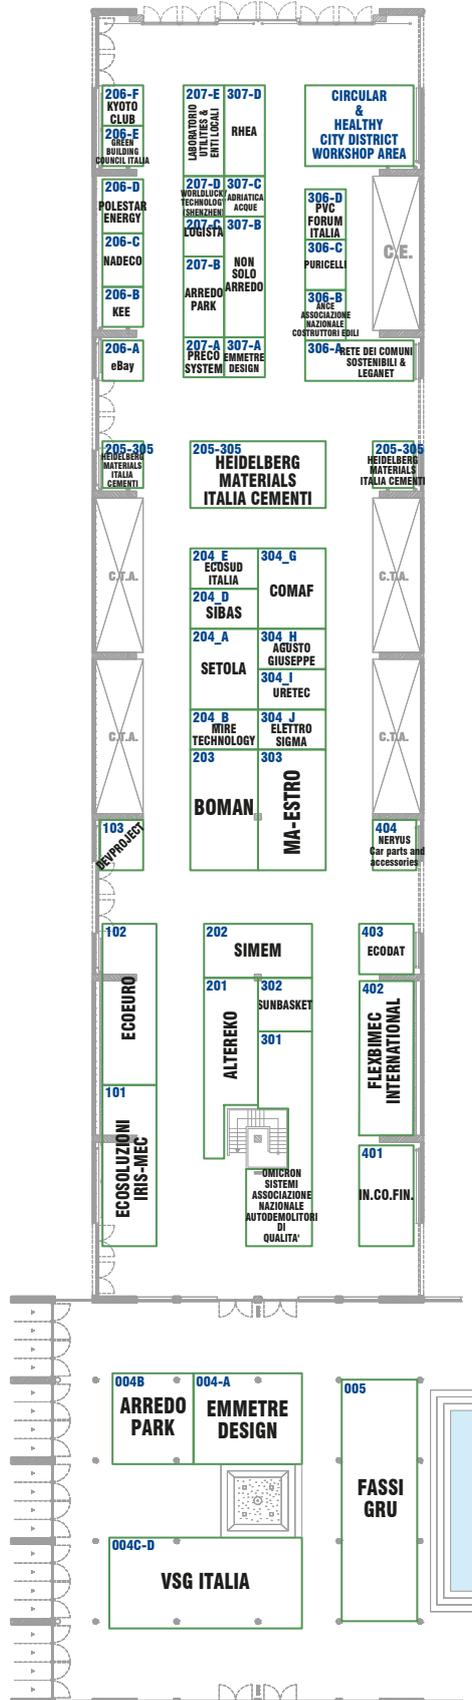 206-F
KYOTO
CLUB
206-E
GREEN
BUILDING
COUNCIL ITALIA
207-E
LABORATORIO
UTILITIES &
ENTI LOCALI
307-D
RHEA
CIRCULAR
&
HEALTHY
CITY DISTRICT
WORKSHOP AREA
206-D
POLESTAR
ENERGY
207-D
WORLDLUCKY
TECHNOLOGY
(SHENZHEN)
307-C
ADRIATICA
ACQUE
306-D
PVC
FORUM
ITALIA
C.E.
206-C
NADECO
207-C
LOGISTA
307-B
NON
SOLO
ARREDO
306-C
PURICELLI
207-B
ARREDO
PARK
206-B
KEE
306-B
ANCE
ASSOCIAZIONE
NAZIONALE
COSTRUTTORI EDILI
206-A
eBay
207-A
PRECO
SYSTEM
307-A
EMMETRE
DESIGN
306-A
RETE DEI COMUNI
SOSTENIBILI &
LEGANET
205-305
HEIDELBERG
MATERIALS
ITALIA
CEMENTI
205-305
HEIDELBERG
MATERIALS
ITALIA CEMENTI
205-305
HEIDELBERG
MATERIALS
ITALIA CEMENTI
C.T.A.
204_E
ECOSUD
ITALIA
304_G
COMAF
C.T.A.
204_D
SIBAS
204_A
SETOLA
304_H
AGUSTO
GIUSEPPE
304_I
URETEC
C.T.A.
204_B
MIRE
TECHNOLOGY
304_J
ELETTRO
SIGMA
C.T.A.
203
BOMAN
303
MA-ESTRO
103
DEVPROJECT
404
NERYUS
Car parts and
accessories
102
ECOEURO
202
SIMEM
403
ECODAT
201
ALTEREKO
302
SUNBASKET
402
FLEXBIMEC
INTERNATIONAL
301
101
ECOSOLUZIONI
IRIS-MEC
OMICRON
SISTEMI
ASSOCIAZIONE
NAZIONALE
AUTODEMOLITORI
DI
QUALITA'
401
IN.CO.FIN.
004B
ARREDO
PARK
004-A
EMMETRE
DESIGN
005
FASSI
GRU
004C-D
VSG ITALIA